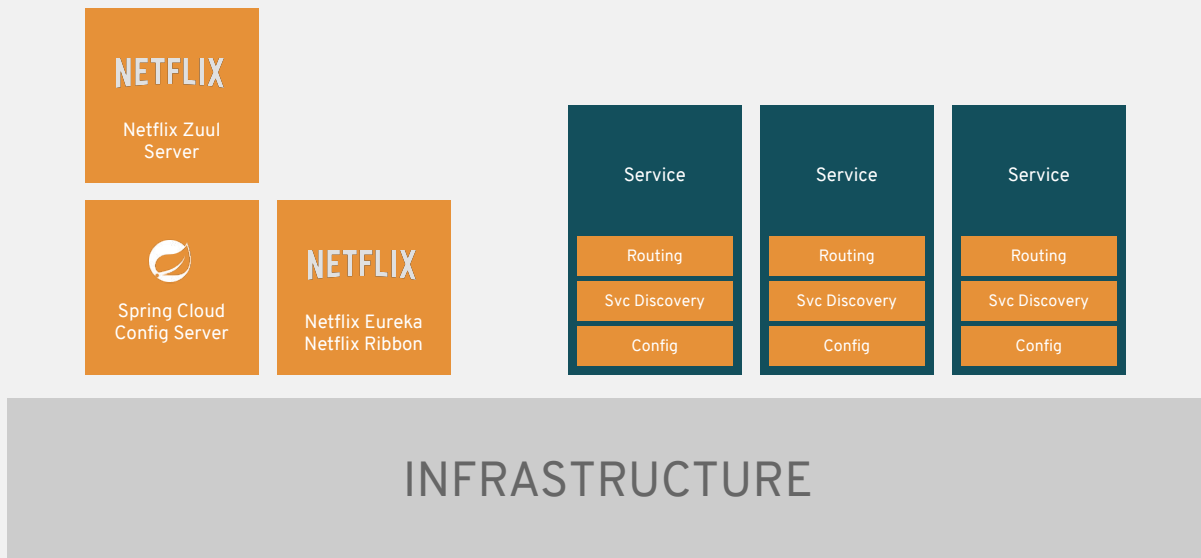 NETFLIX
Netflix Zuul
Server
Spring Cloud
Config Server
NETFLIX
Netflix Eureka
Netflix Ribbon
Service
Routing
Svc Discovery
Config
Service
Routing
Svc Discovery
Config
Service
Routing
Svc Discovery
Config
INFRASTRUCTURE